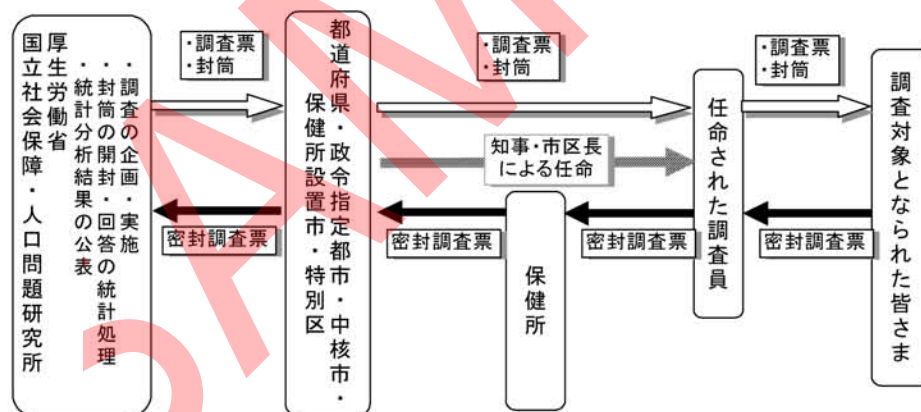 厚生労働省
国立社会保障・人口問題研究所
・調査の企画・実施
・封筒の開封・回答の統計処理
・統計分析結果の公表
・調査票
・封筒
密封調査票
都道府県・政令指定都市・中核市・
保健所設置市・特別区
・調査票
・封筒
知事・市区長
による任命
密封調査票
保健所
密封調査票
任命された調査員
・調査票
・封筒
密封調査票
調査対象となられた皆さま